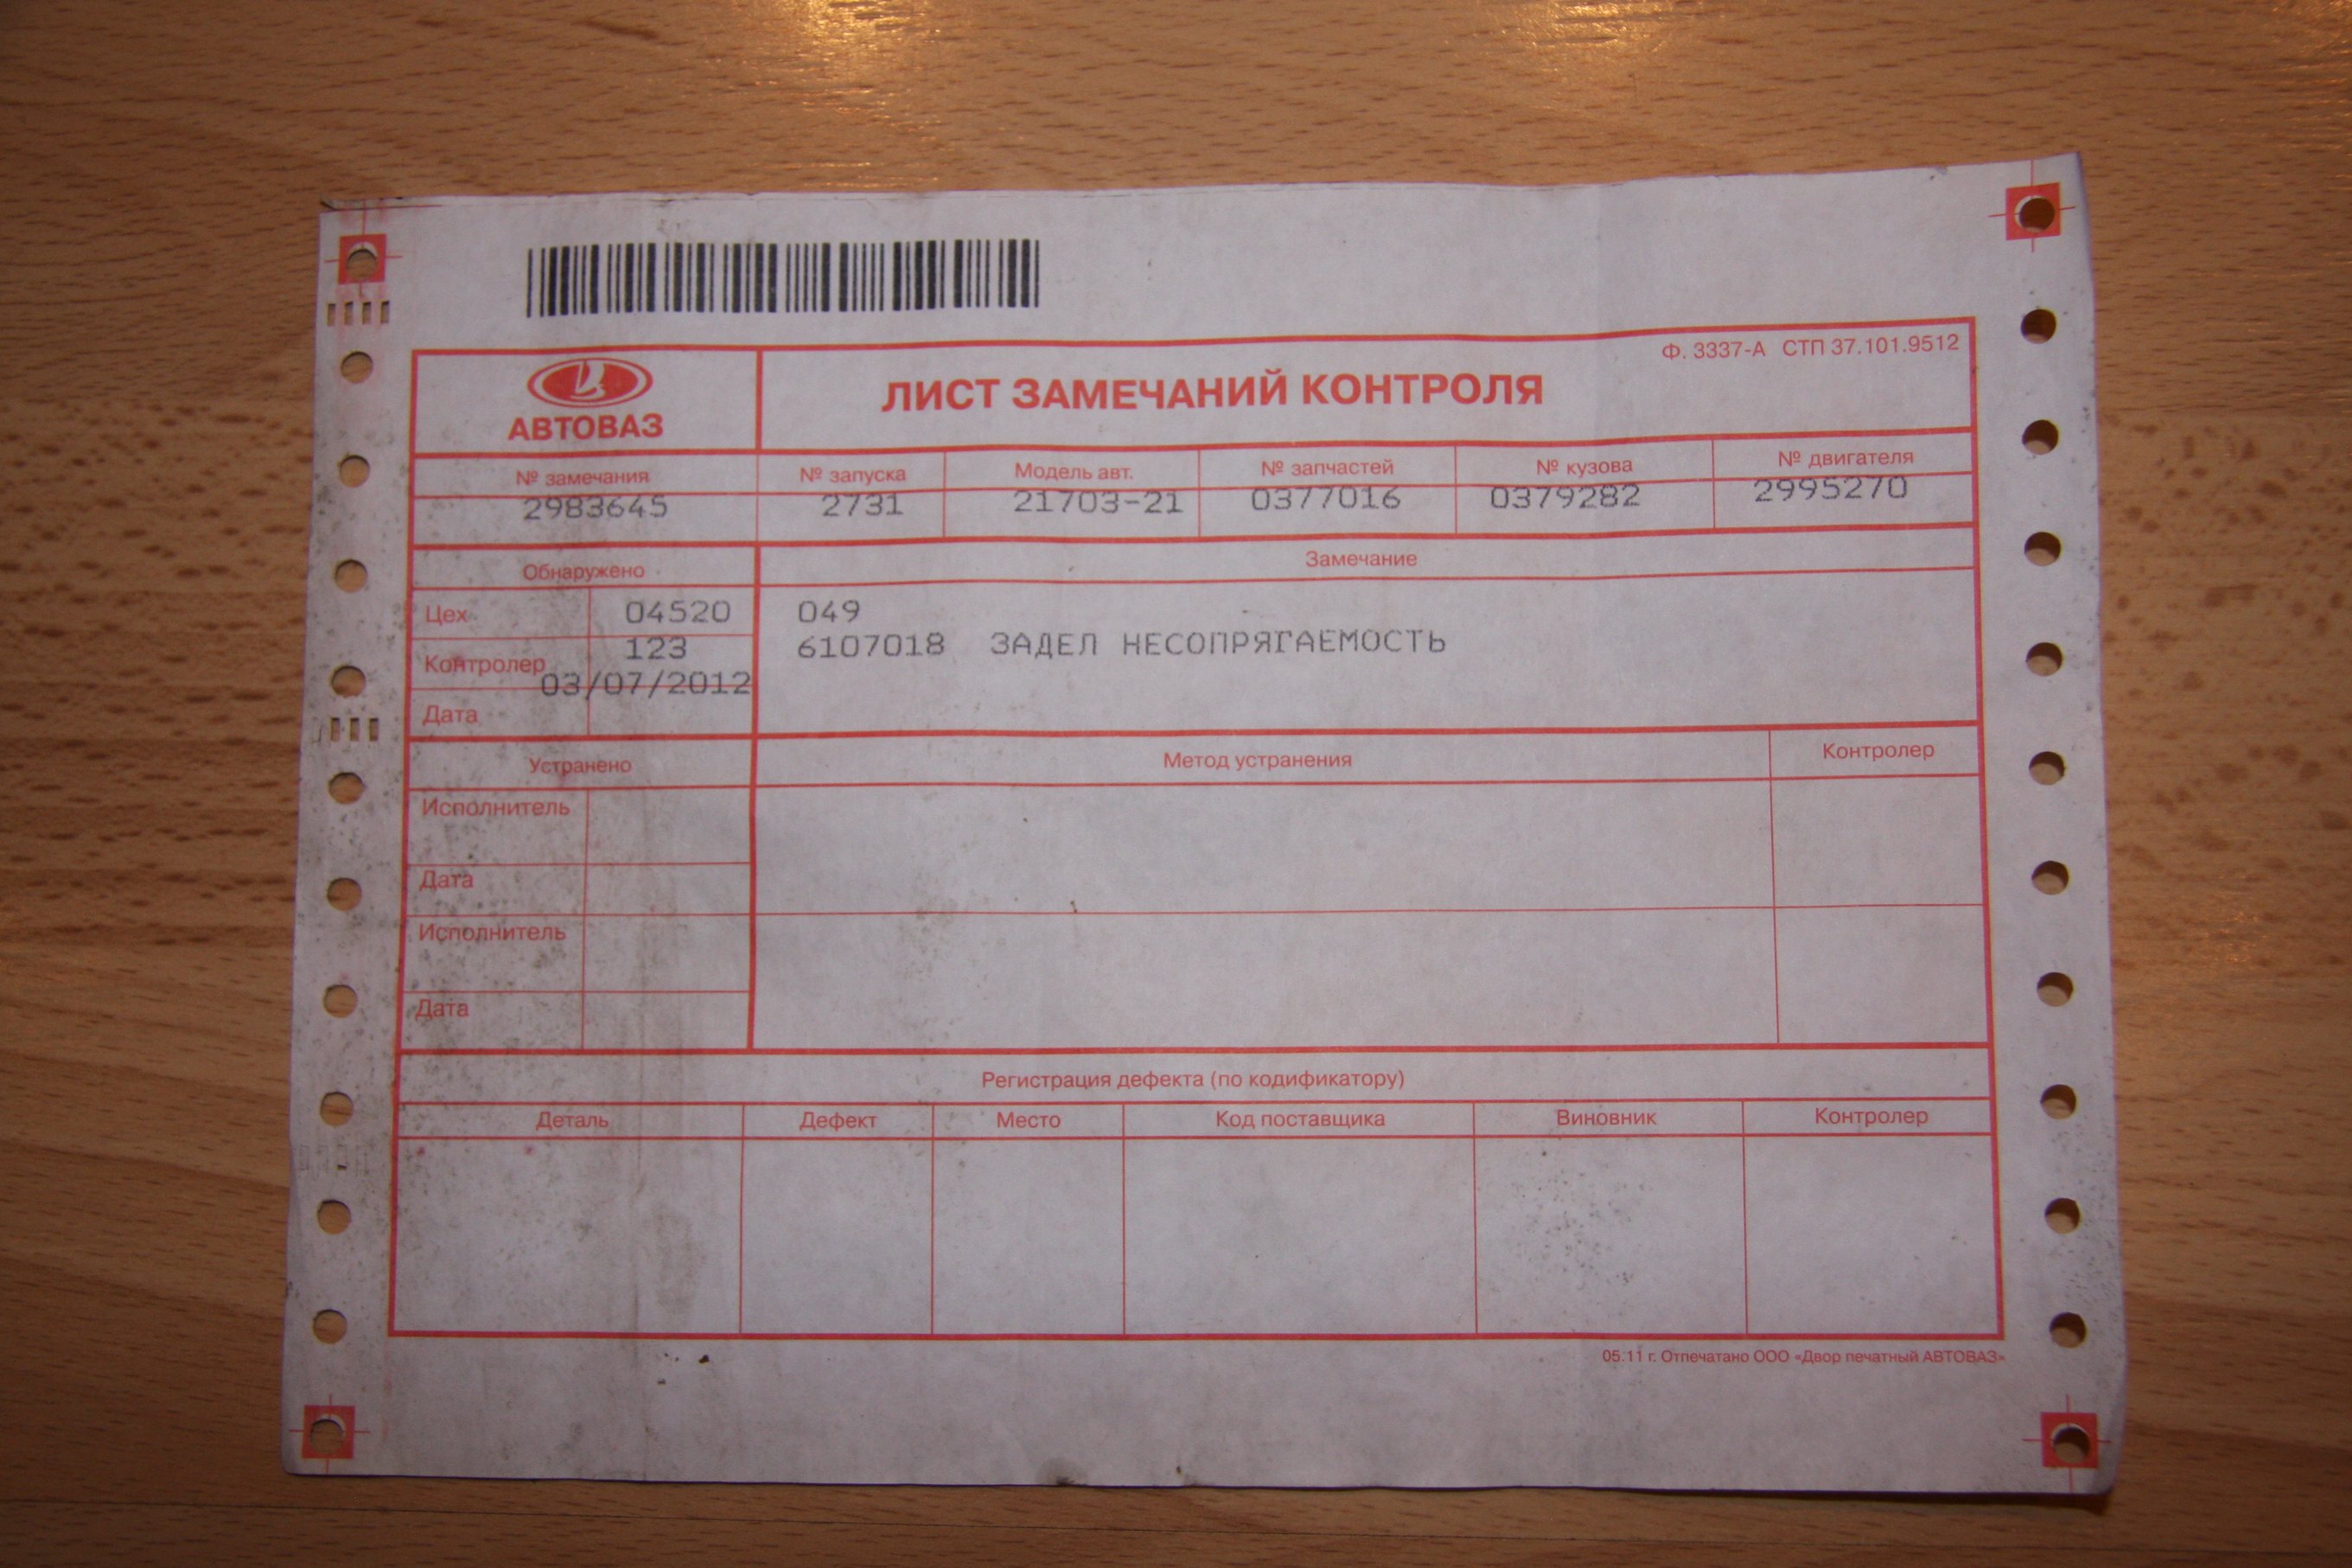 Ф. 3337-А СТП 37.101.9512
АВТОВАЗ
ЛИСТ ЗАМЕЧАНИЙ КОНТРОЛЯ
№ замечания № запуска Модель авт. № запчастей № кузова № двигателя
2983645 2731 21703-21 0377016 0379282 2995270
Обнаружено Замечание
Цех 04520 049
Контролер 123 6107018 ЗАДЕЛ НЕСОПРЯГАЕМОСТЬ
03/07/2012
Дата
Устранено Метод устранения Контролер
Исполнитель
Дата
Исполнитель
Дата
Регистрация дефекта (по кодификатору)
Деталь Дефект Место Код поставщика Виновник Контролер
05.11 г. Отпечатано ООО «Двор печатный АВТОВАЗ»